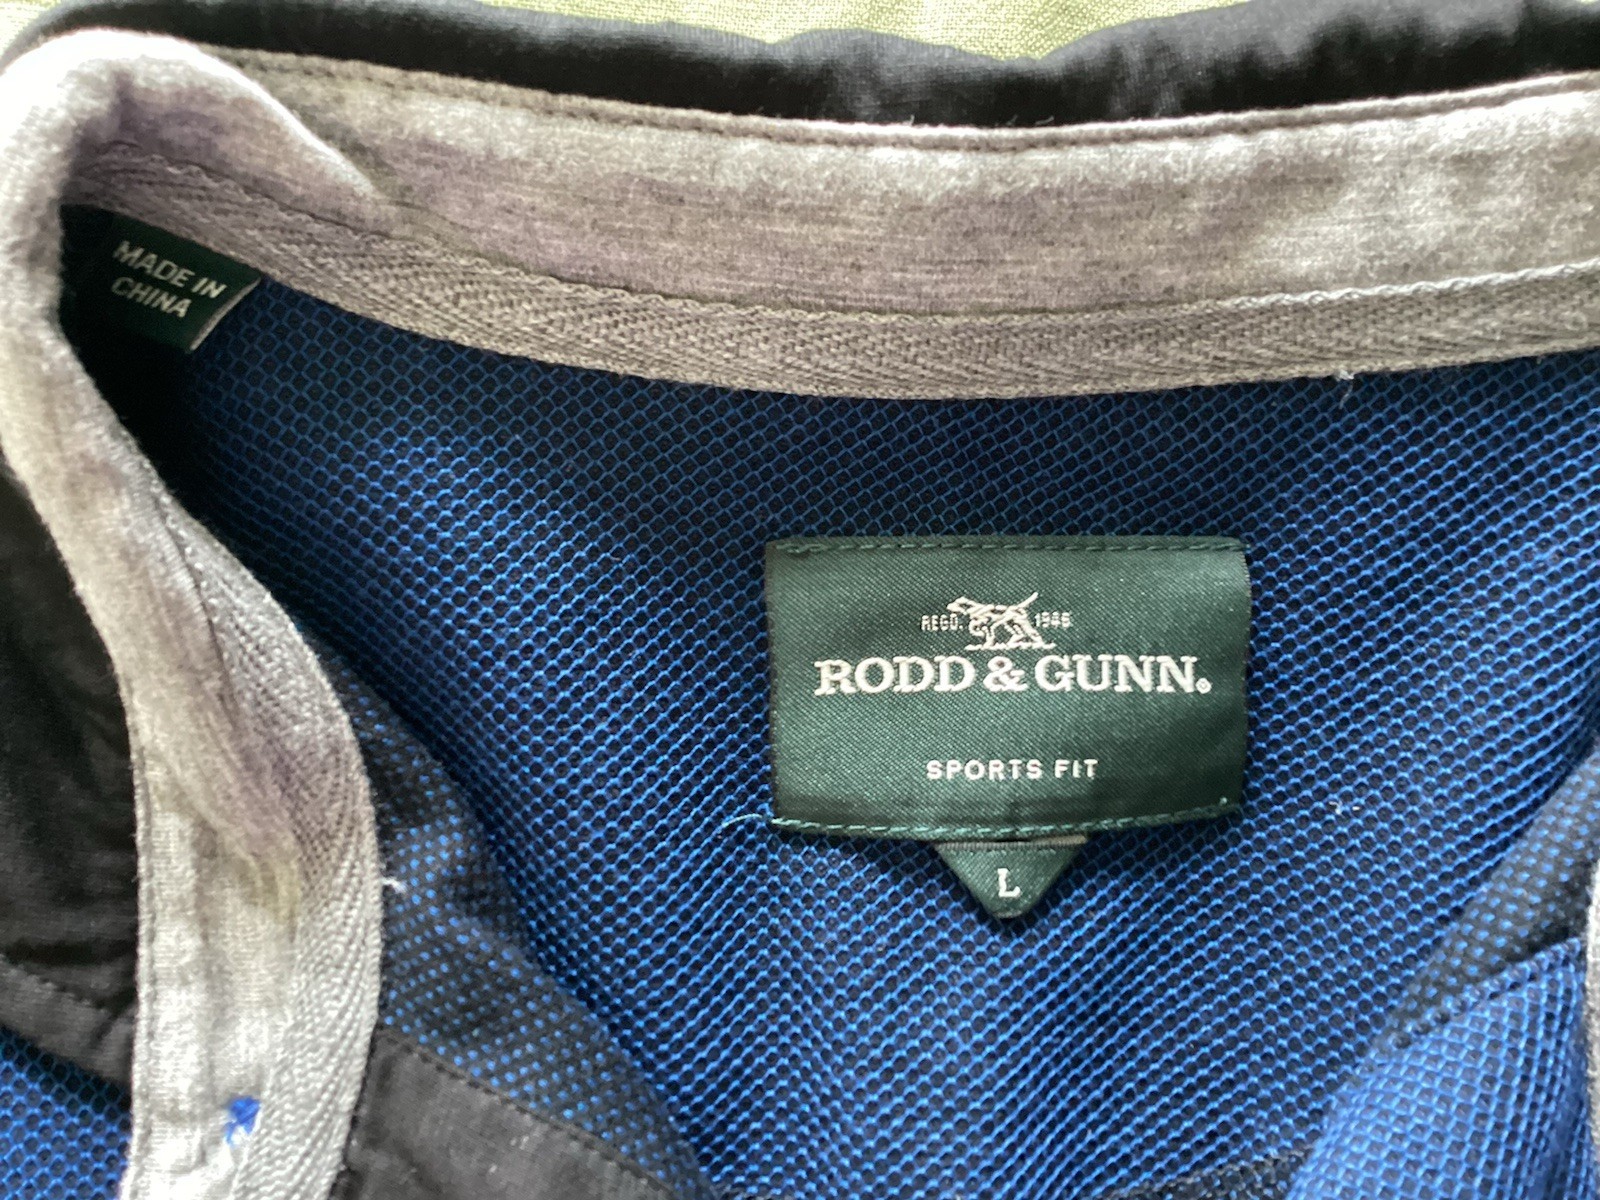 MADE IN
CHINA
REGD. 1946
RODD & GUNN.
SPORTS FIT
L